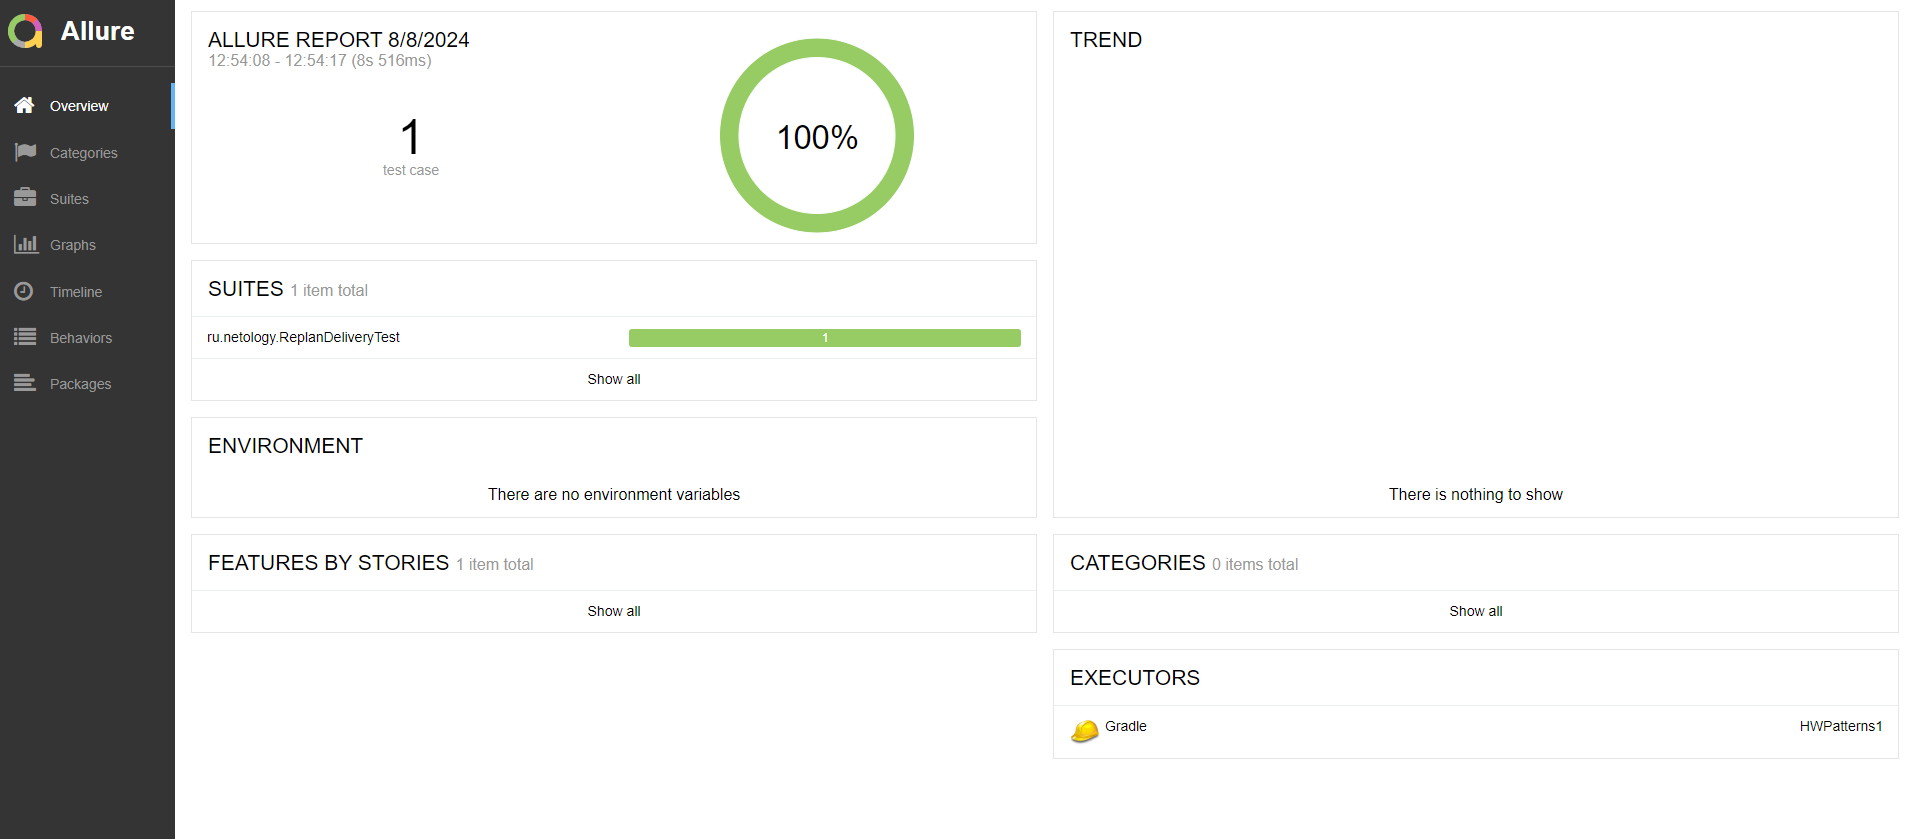 Allure
Overview
Categories
Suites
Graphs
Timeline
Behaviors
Packages
ALLURE REPORT 8/8/2024
12:54:08 - 12:54:17 (8s 516ms)
1
test case
100%
SUITES 1 item total
ru.netology.ReplanDeliveryTest 1
Show all
ENVIRONMENT
There are no environment variables
FEATURES BY STORIES 1 item total
Show all
TREND
There is nothing to show
CATEGORIES 0 items total
Show all
EXECUTORS
Gradle HWPatterns1